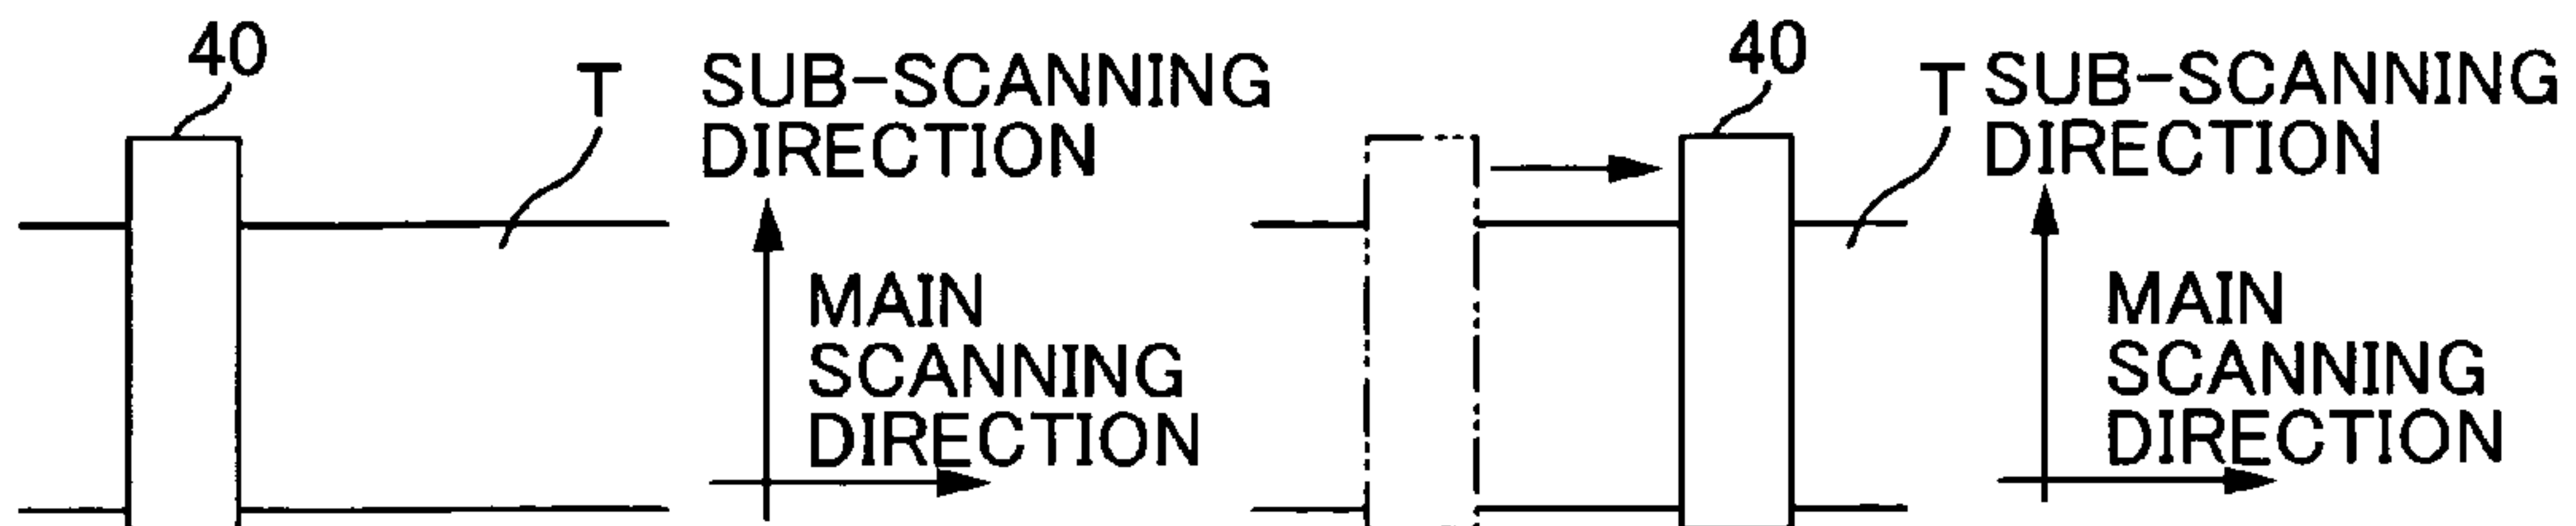 40
T
SUB-SCANNING
DIRECTION
MAIN
SCANNING
DIRECTION
40
T
SUB-SCANNING
DIRECTION
MAIN
SCANNING
DIRECTION